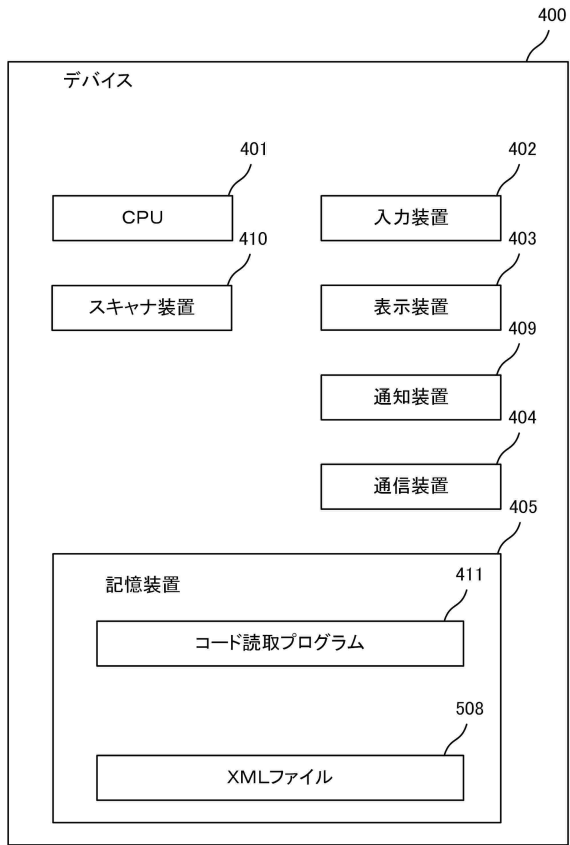 400
デバイス
401
CPU
402
入力装置
410
スキャナ装置
403
表示装置
409
通知装置
404
通信装置
405
記憶装置
411
コード読取プログラム
508
XMLファイル